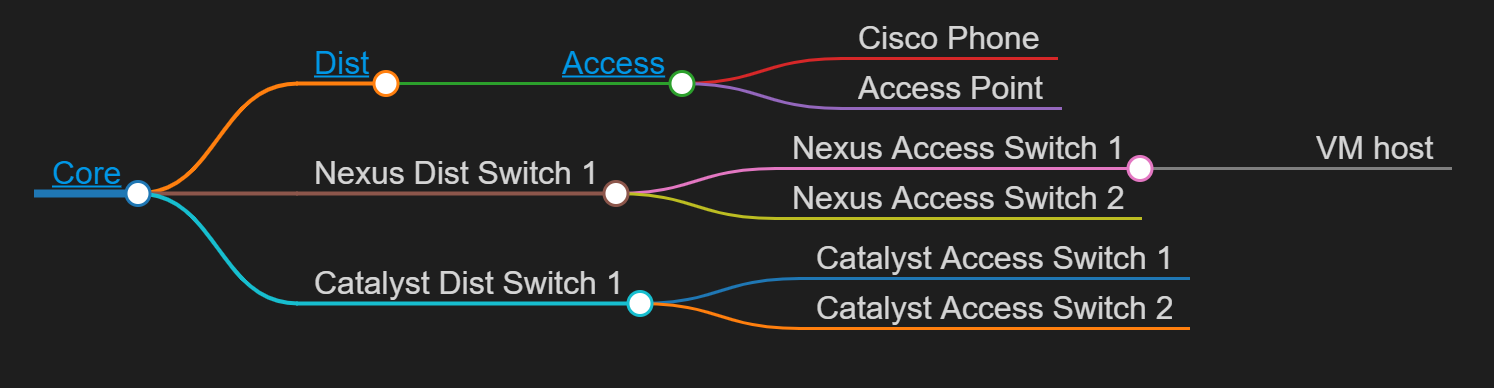 Core
Dist
Access
Cisco Phone
Access Point
Nexus Dist Switch 1
Nexus Access Switch 1
VM host
Nexus Access Switch 2
Catalyst Dist Switch 1
Catalyst Access Switch 1
Catalyst Access Switch 2